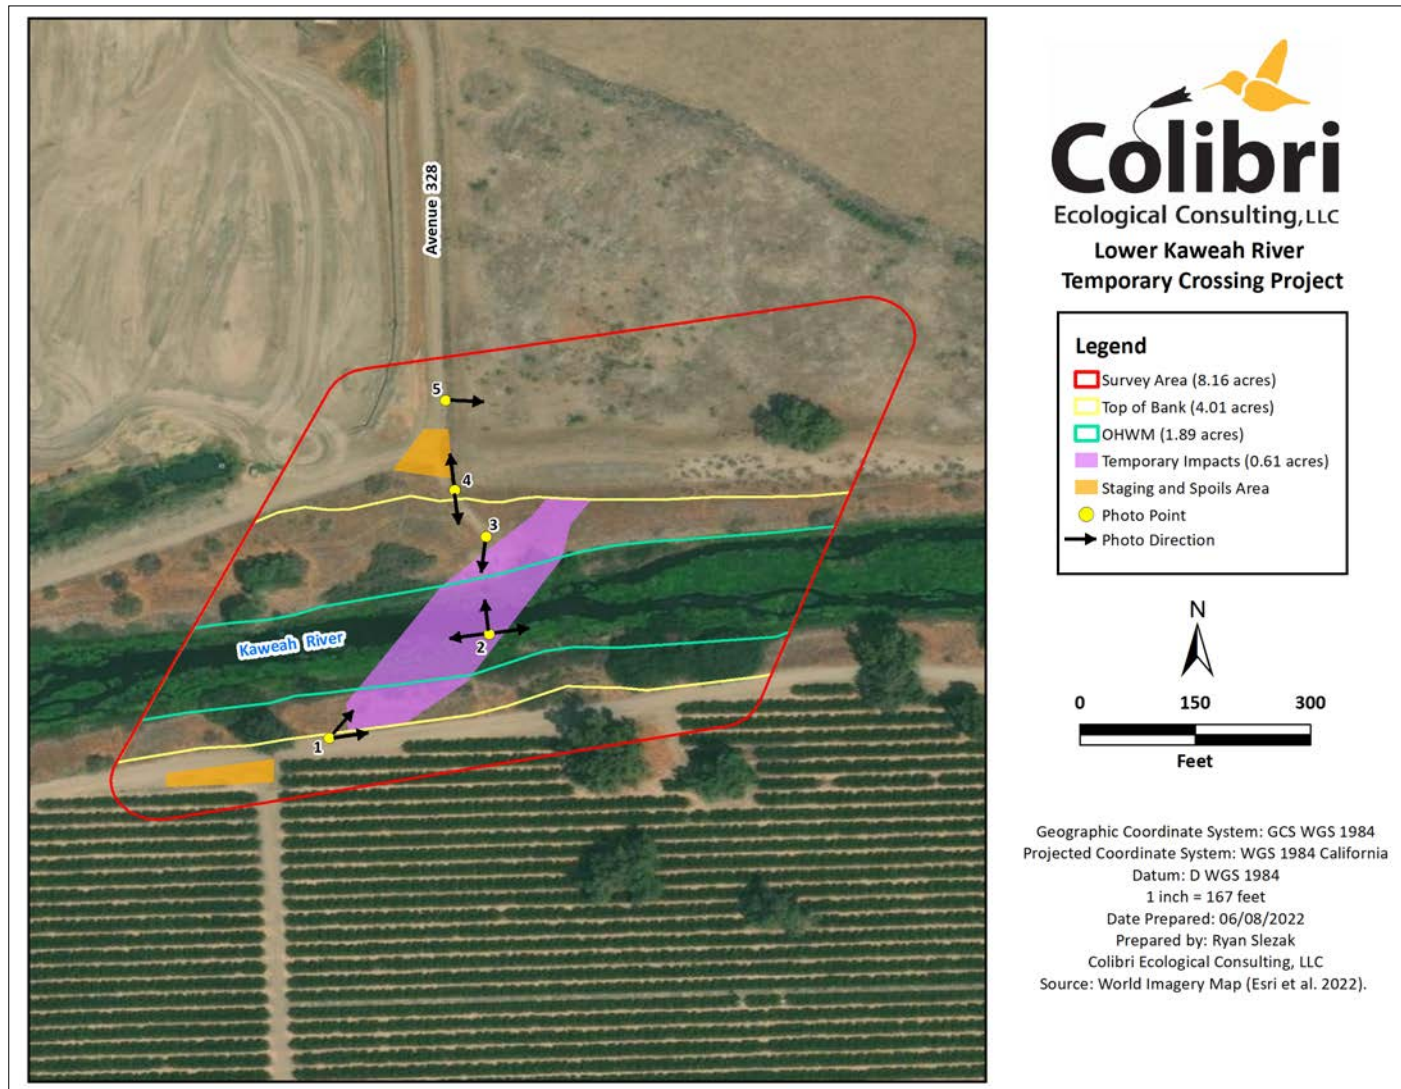 Avenue 328
5
4
3
2
1
Kaweah River
Colibri
Ecological Consulting, LLC
Lower Kaweah River
Temporary Crossing Project
Legend
Survey Area (8.16 acres)
Top of Bank (4.01 acres)
OHWM (1.89 acres)
Temporary Impacts (0.61 acres)
Staging and Spoils Area
Photo Point
Photo Direction
N
0 150 300
Feet
Geographic Coordinate System: GCS WGS 1984
Projected Coordinate System: WGS 1984 California
Datum: D WGS 1984
1 inch = 167 feet
Date Prepared: 06/08/2022
Prepared by: Ryan Slezak
Colibri Ecological Consulting, LLC
Source: World Imagery Map (Esri et al. 2022).